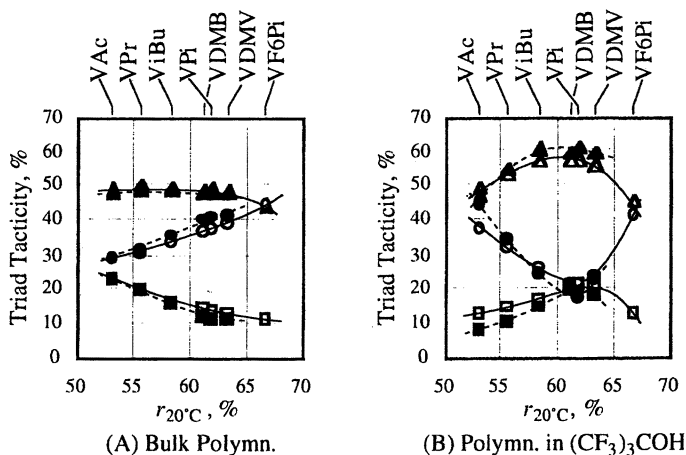 VAc
VPr
ViBu
VPi
VDMB
VDMV
VF6Pi
70
60
50
40
30
20
10
0
Triad Tacticity, %
50 55 60 65 70
r20°C , %
(A) Bulk Polymn.
VAc
VPr
ViBu
VPi
VDMB
VDMV
VF6Pi
70
60
50
40
30
20
10
0
Triad Tacticity, %
50 55 60 65 70
r20°C , %
(B) Polymn. in (CF3)3COH